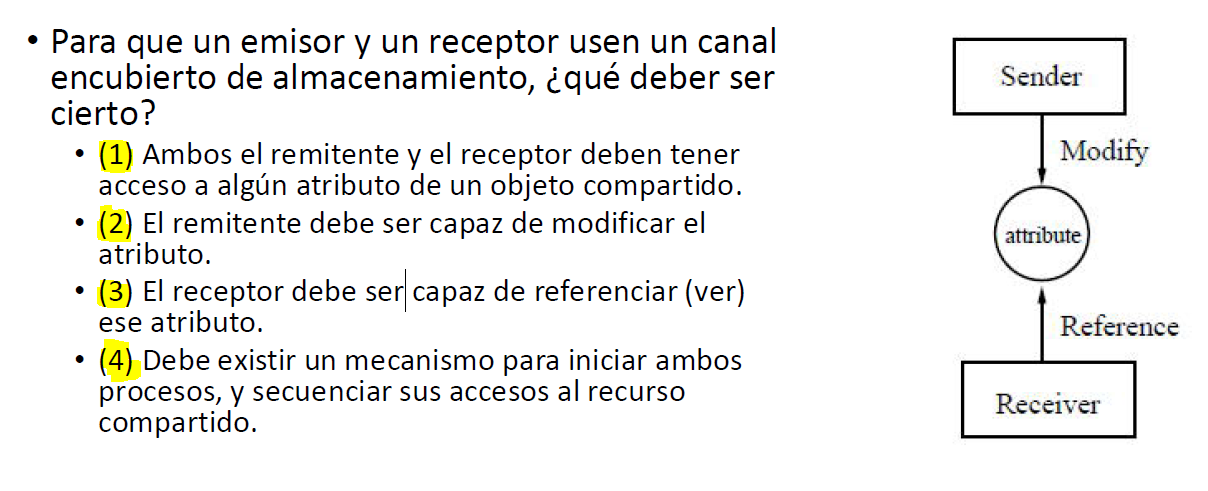 • Para que un emisor y un receptor usen un canal
encubierto de almacenamiento, ¿qué deber ser
cierto?
• (1) Ambos el remitente y el receptor deben tener
acceso a algún atributo de un objeto compartido.
• (2) El remitente debe ser capaz de modificar el
atributo.
• (3) El receptor debe ser capaz de referenciar (ver)
ese atributo.
• (4) Debe existir un mecanismo para iniciar ambos
procesos, y secuenciar sus accesos al recurso
compartido.
Sender
Modify
attribute
Reference
Receiver